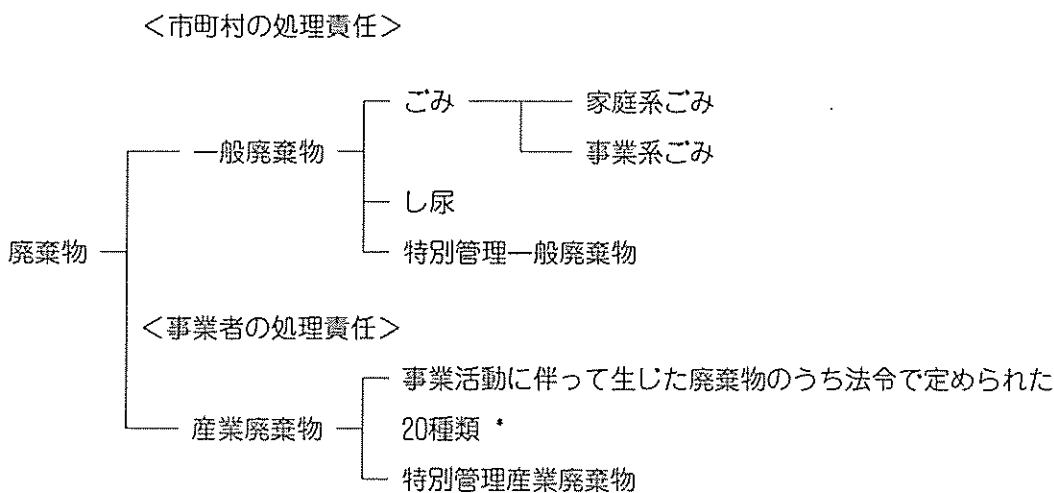 <市町村の処理責任>
ごみ 家庭系ごみ
事業系ごみ
一般廃棄物
し尿
廃棄物
特別管理一般廃棄物
<事業者の処理責任>
事業活動に伴って生じた廃棄物のうち法令で定められた
産業廃棄物
20種類 *
特別管理産業廃棄物